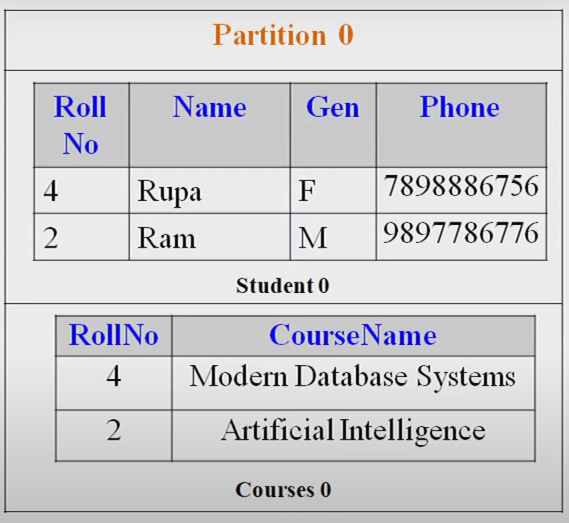 Partition 0
Roll No Name Gen Phone
4 Rupa F 7898886756
2 Ram M 9897786776
Student 0
RollNo CourseName
4 Modern Database Systems
2 Artificial Intelligence
Courses 0